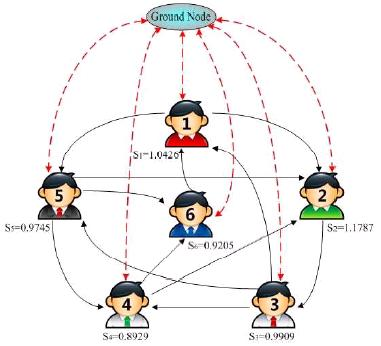 Ground Node
1
S1=1.0426
5
2
6
S5=0.9745
S2=1.1787
S6=0.9205
4
3
S4=0.8929
S3=0.9909